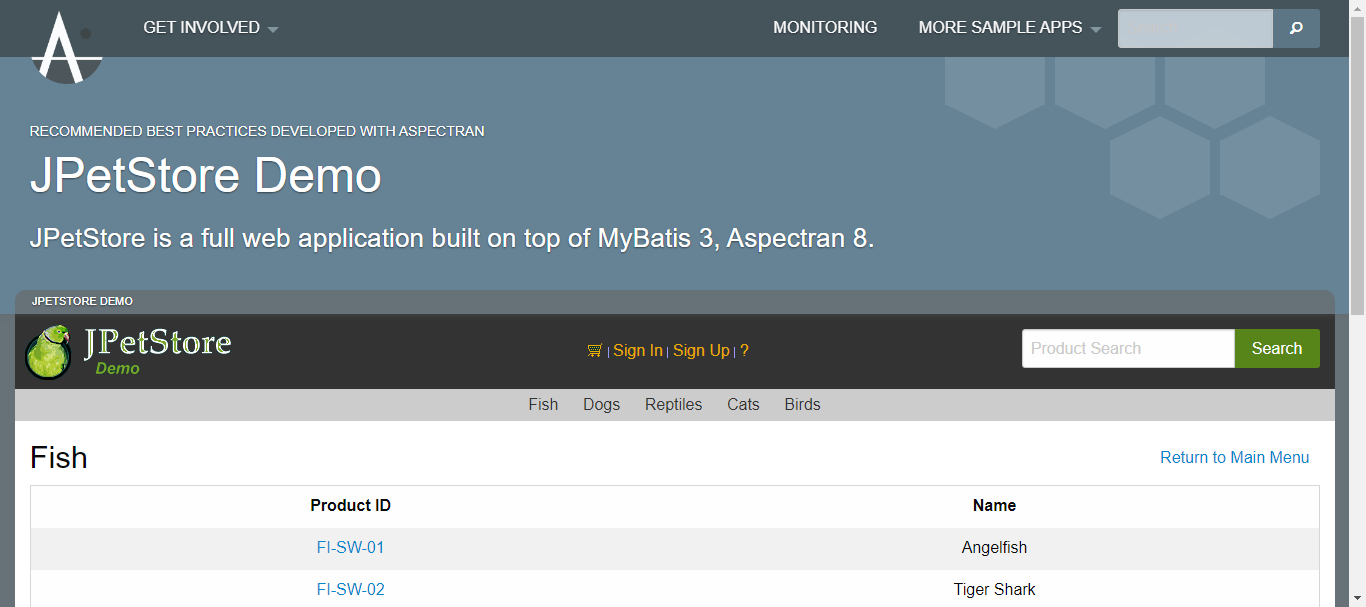 GET INVOLVED MONITORING MORE SAMPLE APPS
RECOMMENDED BEST PRACTICES DEVELOPED WITH ASPECTRAN
JPetStore Demo
JPetStore is a full web application built on top of MyBatis 3, Aspectran 8.
JPETSTORE DEMO
JPetStore
Demo
| Sign In | Sign Up | ?
Product Search Search
Fish Dogs Reptiles Cats Birds
Fish
Return to Main Menu
Product ID Name
FI-SW-01 Angelfish
FI-SW-02 Tiger Shark